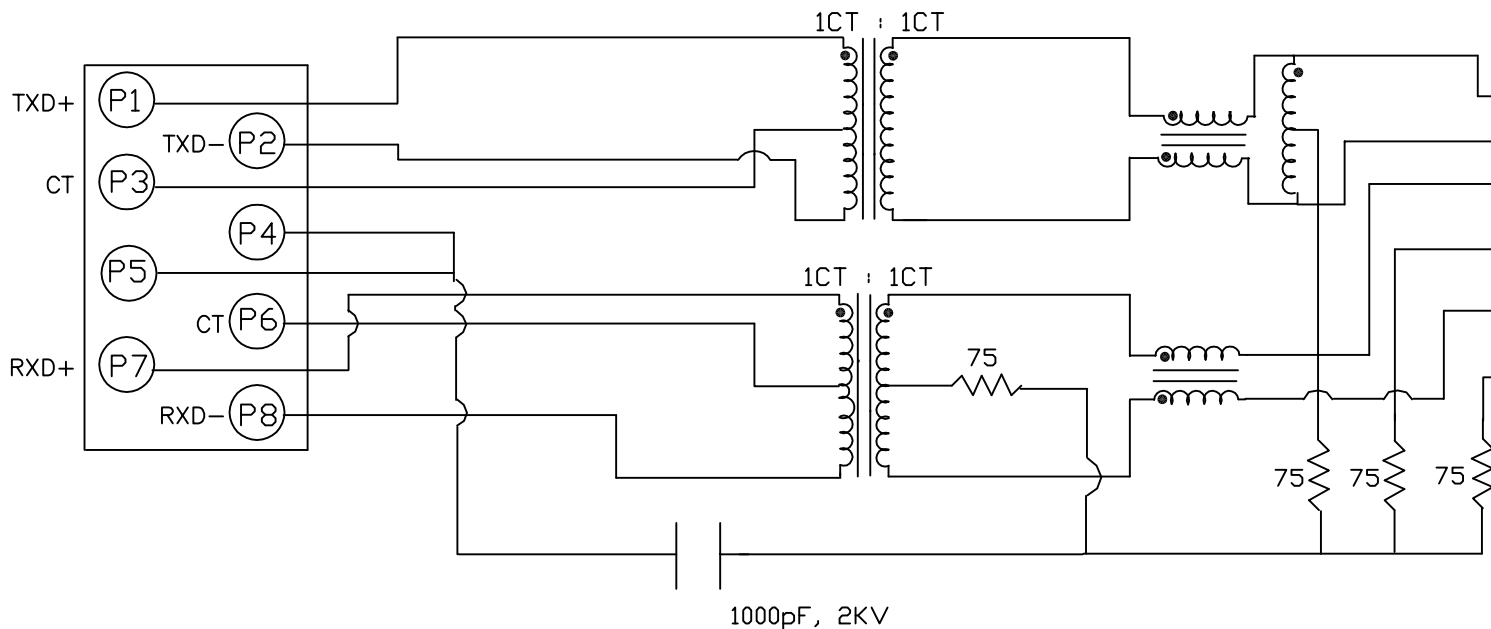 1CT : 1CT
TXD+ P1
TXD- P2
CT P3
P4
P5
1CT : 1CT
CT P6
RXD+ P7
75
RXD- P8
75 75 75
1000pF, 2KV